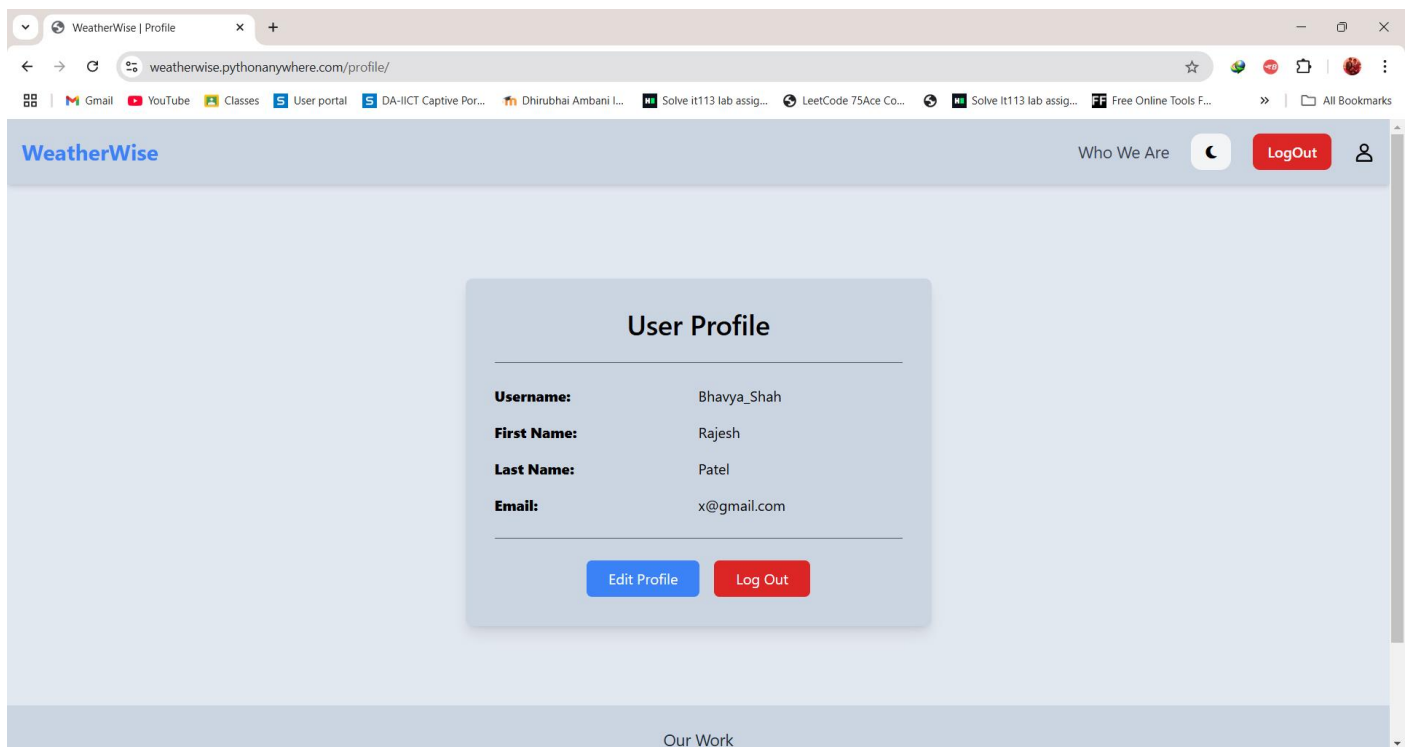 WeatherWise | Profile
weatherwise.pythonanywhere.com/profile/
Gmail YouTube Classes User portal DA-IICT Captive Por... Dhirubhai Ambani I... Solve it113 lab assig... LeetCode 75Ace Co... Solve It113 lab assig... Free Online Tools F... » All Bookmarks
WeatherWise Who We Are LogOut
User Profile
Username: Bhavya_Shah
First Name: Rajesh
Last Name: Patel
Email: x@gmail.com
Edit Profile Log Out
Our Work